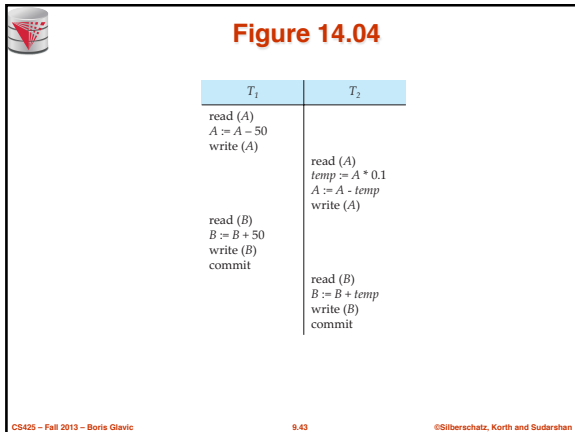 Figure 14.04
T1 T2
read (A)
A := A – 50
write (A)
read (A)
temp := A * 0.1
A := A - temp
write (A)
read (B)
B := B + 50
write (B)
commit
read (B)
B := B + temp
write (B)
commit
CS425 – Fall 2013 – Boris Glavic 9.43 ©Silberschatz, Korth and Sudarshan